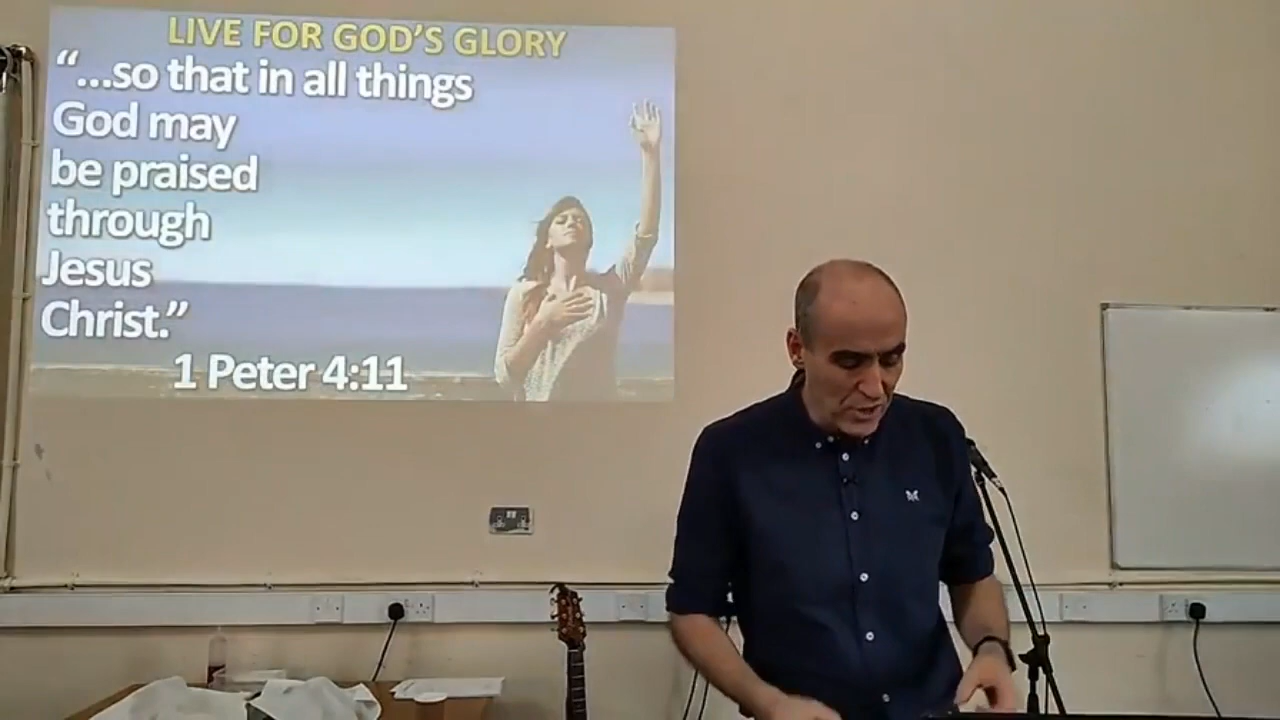 LIVE FOR GOD'S GLORY
“...so that in all things
God may
be praised
through
Jesus
Christ.”
1 Peter 4:11